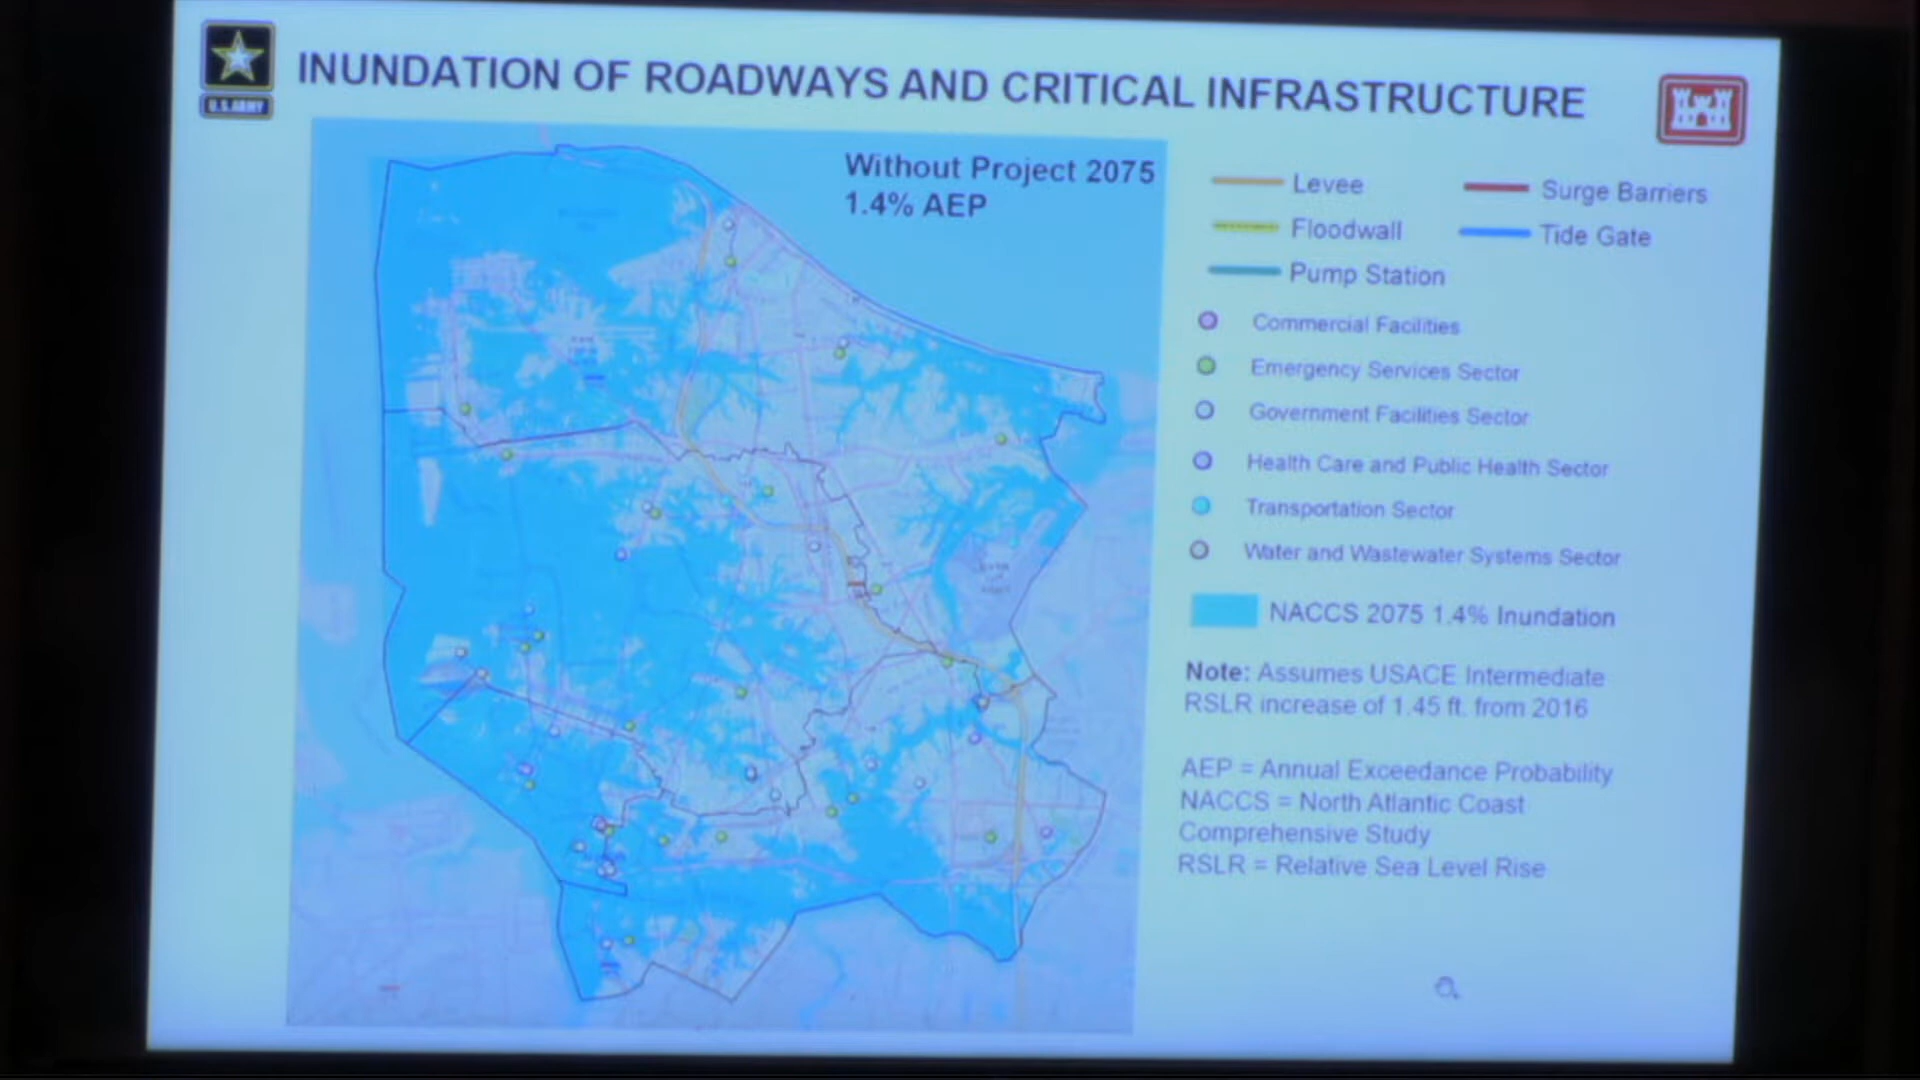 U.S. ARMY
INUNDATION OF ROADWAYS AND CRITICAL INFRASTRUCTURE
Without Project 2075
1.4% AEP
Levee
Surge Barriers
Floodwall
Tide Gate
Pump Station
Commercial Facilities
Emergency Services Sector
Government Facilities Sector
Health Care and Public Health Sector
Transportation Sector
Water and Wastewater Systems Sector
NACCS 2075 1.4% Inundation
Note: Assumes USACE Intermediate
RSLR increase of 1.45 ft. from 2016
AEP = Annual Exceedance Probability
NACCS = North Atlantic Coast
Comprehensive Study
RSLR = Relative Sea Level Rise